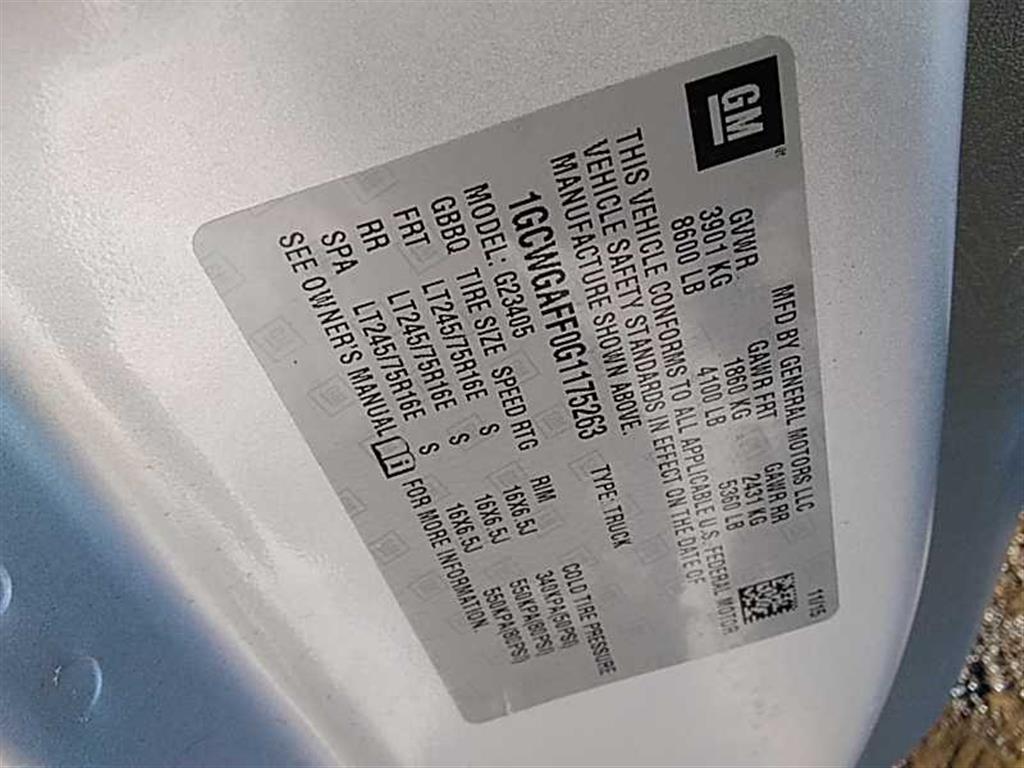 GM
MFD BY GENERAL MOTORS LLC 11/15
GVWR GAWR FRT GAWR RR
3901 KG 1860 KG 2431 KG
8600 LB 4100 LB 5360 LB
THIS VEHICLE CONFORMS TO ALL APPLICABLE U.S. FEDERAL MOTOR
VEHICLE SAFETY STANDARDS IN EFFECT ON THE DATE OF
MANUFACTURE SHOWN ABOVE.
1GCWGAFF0G1175263 TYPE: TRUCK
MODEL: G23405
GBBQ TIRE SIZE SPEED RTG RIM COLD TIRE PRESSURE
FRT LT245/75R16E S 16X6.5J 340KPA(50PSI)
RR LT245/75R16E S 16X6.5J 550KPA(80PSI)
SPA LT245/75R16E S 16X6.5J 550KPA(80PSI)
SEE OWNER'S MANUAL FOR MORE INFORMATION.